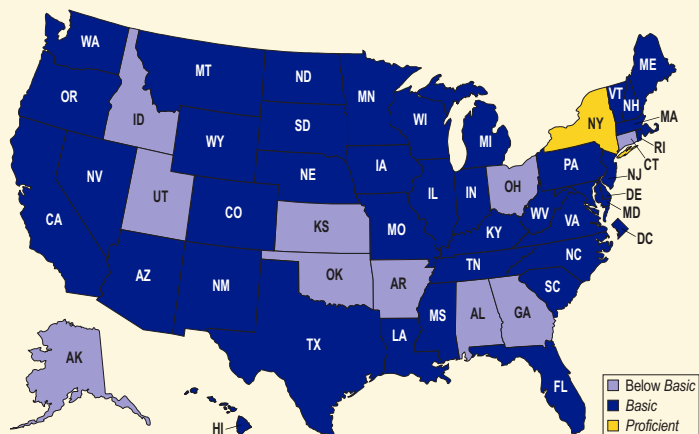 WA
MT
ND
MN
ME
VT
NH
OR
ID
WI
NY
MA
SD
MI
RI
WY
CT
IA
PA
NJ
NE
OH
NV
UT
IL
IN
DE
CO
WV
MD
KS
MO
VA
CA
KY
DC
NC
TN
OK
AZ
NM
AR
SC
MS
AL
GA
LA
TX
AK
FL
HI
Below Basic
Basic
Proficient